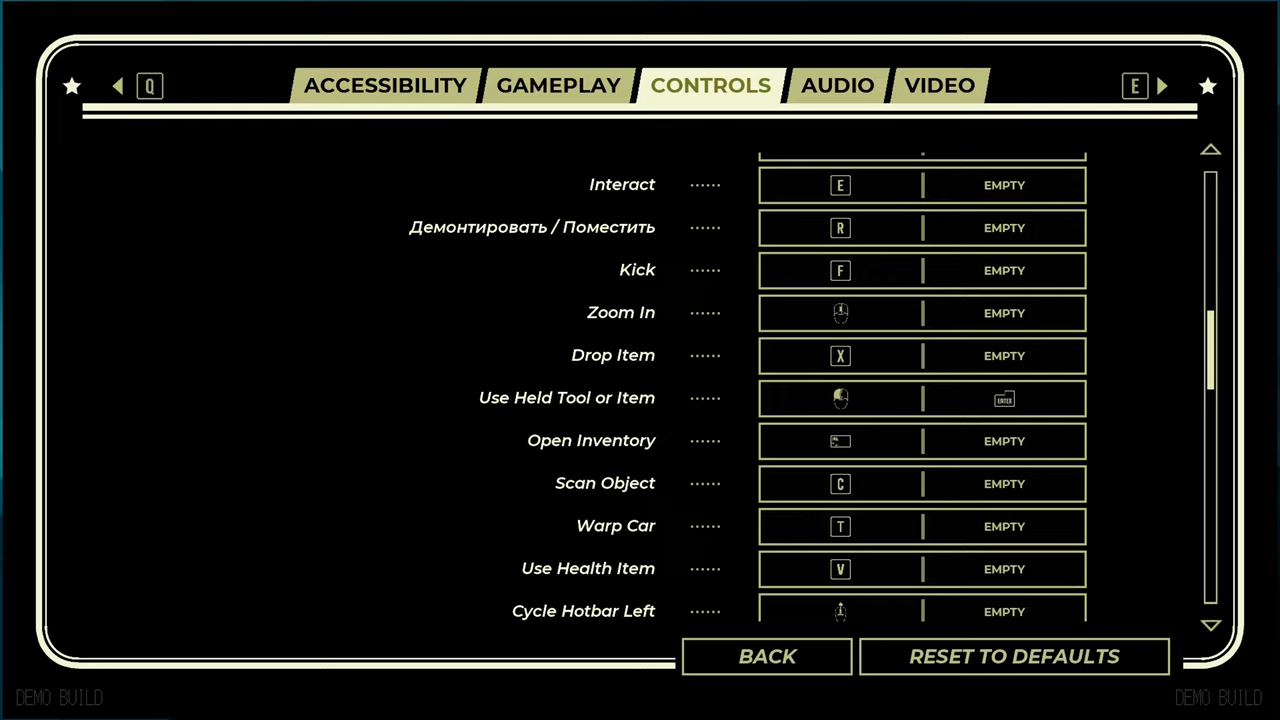 Q ACCESSIBILITY GAMEPLAY CONTROLS AUDIO VIDEO E
Interact ...... E EMPTY
Демонтировать / Поместить ...... R EMPTY
Kick ...... F EMPTY
Zoom In ...... EMPTY
Drop Item ...... X EMPTY
Use Held Tool or Item ...... ENTER
Open Inventory ...... EMPTY
Scan Object ...... C EMPTY
Warp Car ...... T EMPTY
Use Health Item ...... V EMPTY
Cycle Hotbar Left EMPTY
BACK RESET TO DEFAULTS
DEMO BUILD DEMO BUILD